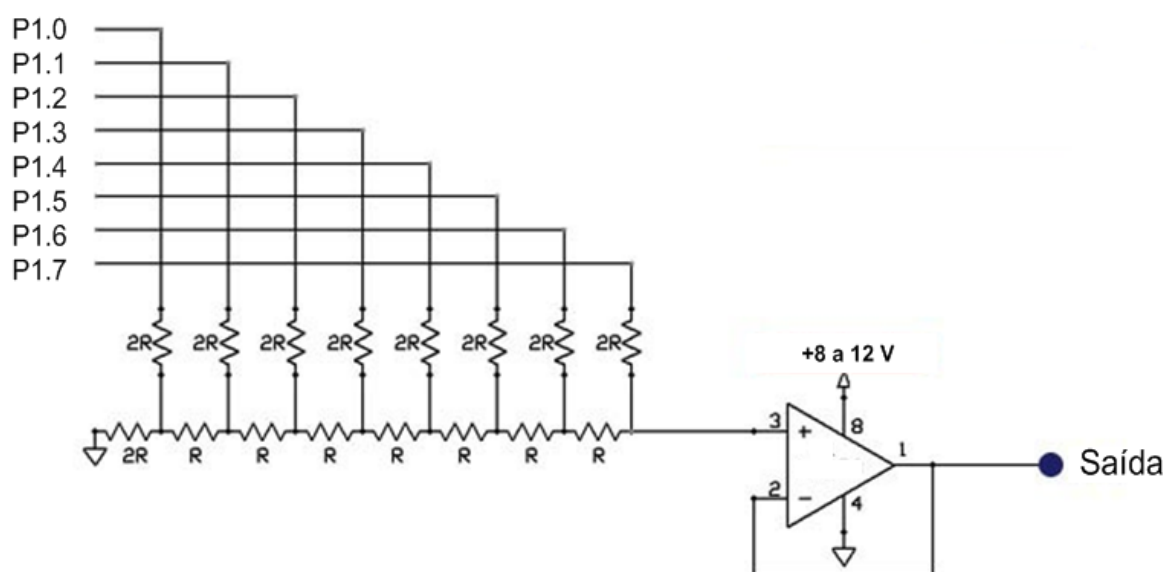 P1.0
P1.1
P1.2
P1.3
P1.4
P1.5
P1.6
P1.7
2R 2R 2R 2R 2R 2R 2R 2R
+8 a 12 V
3 + 8
1
Saída
2R R R R R R R R
2 - 4